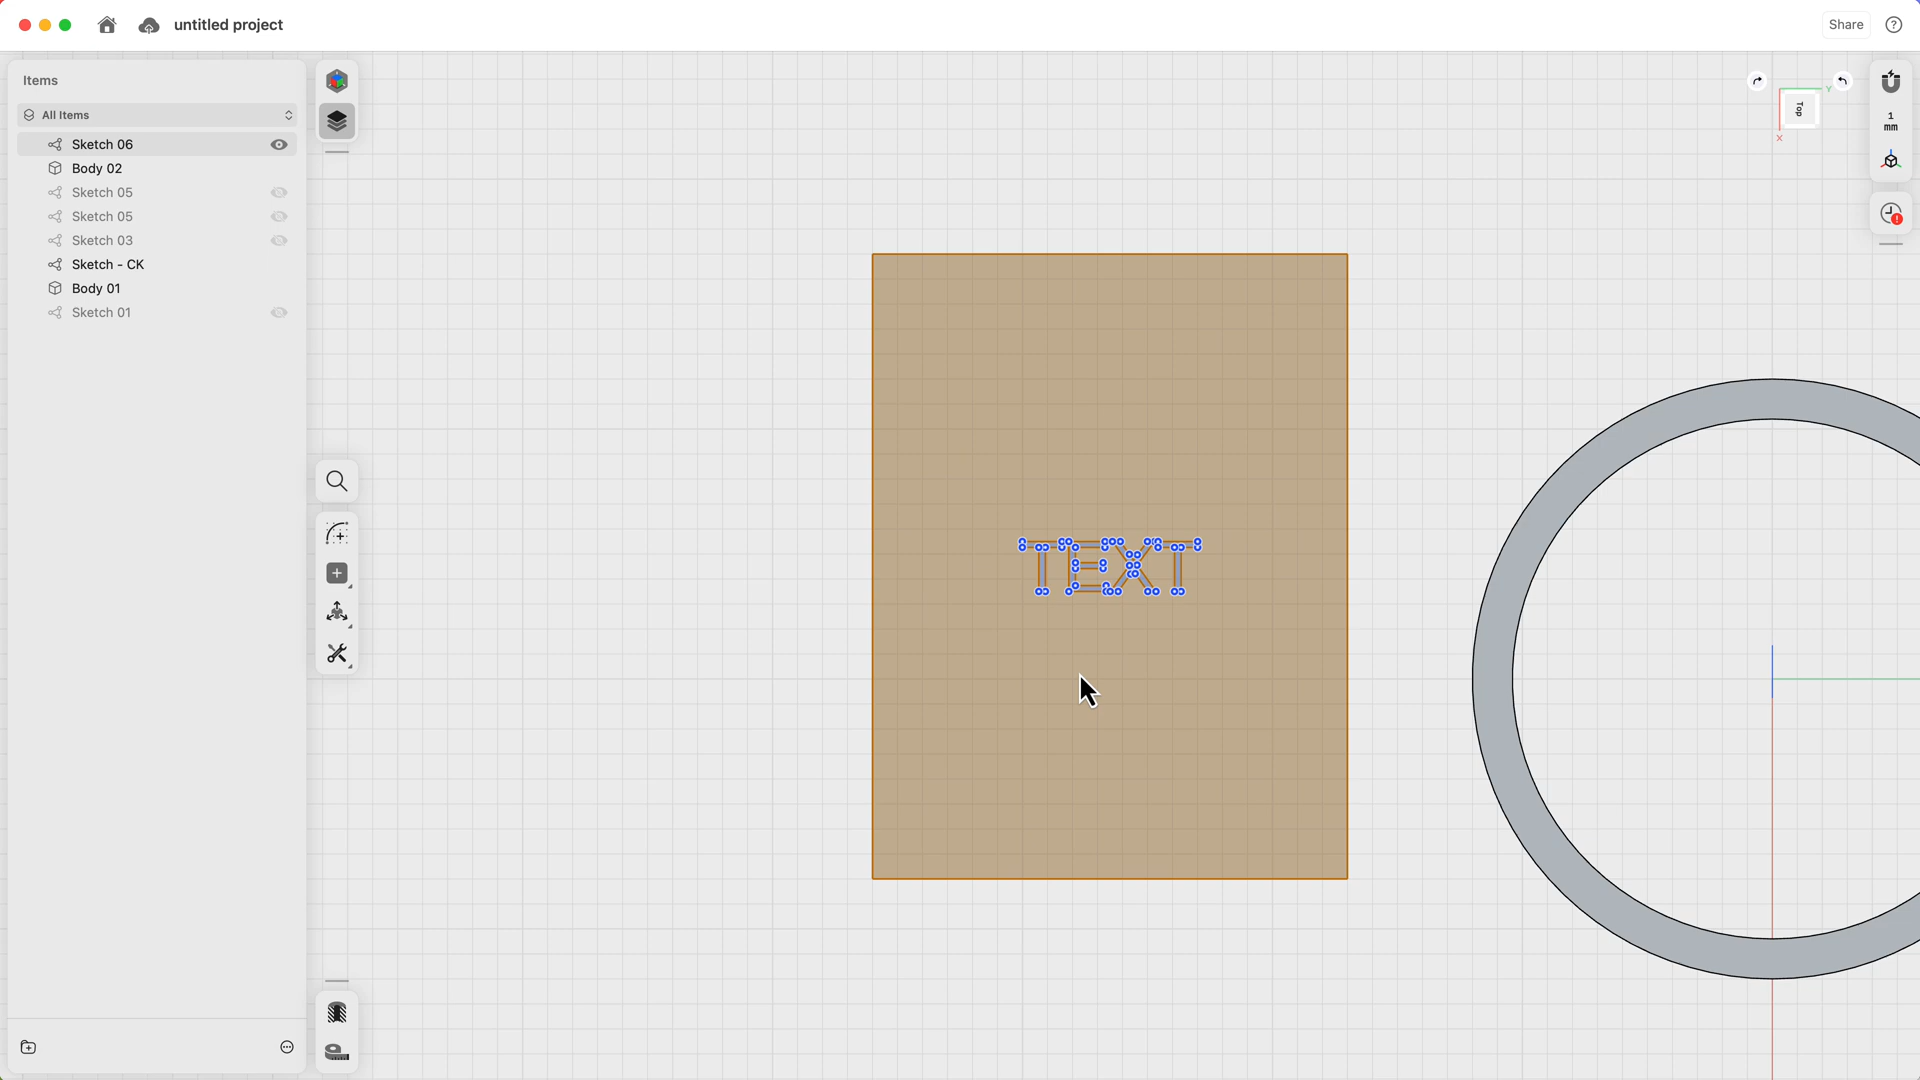 untitled project
Share
?
Items
All Items
Sketch 06
Body 02
Sketch 05
Sketch 05
Sketch 03
Sketch - CK
Body 01
Sketch 01
Top
Y
X
1
mm
TEXT